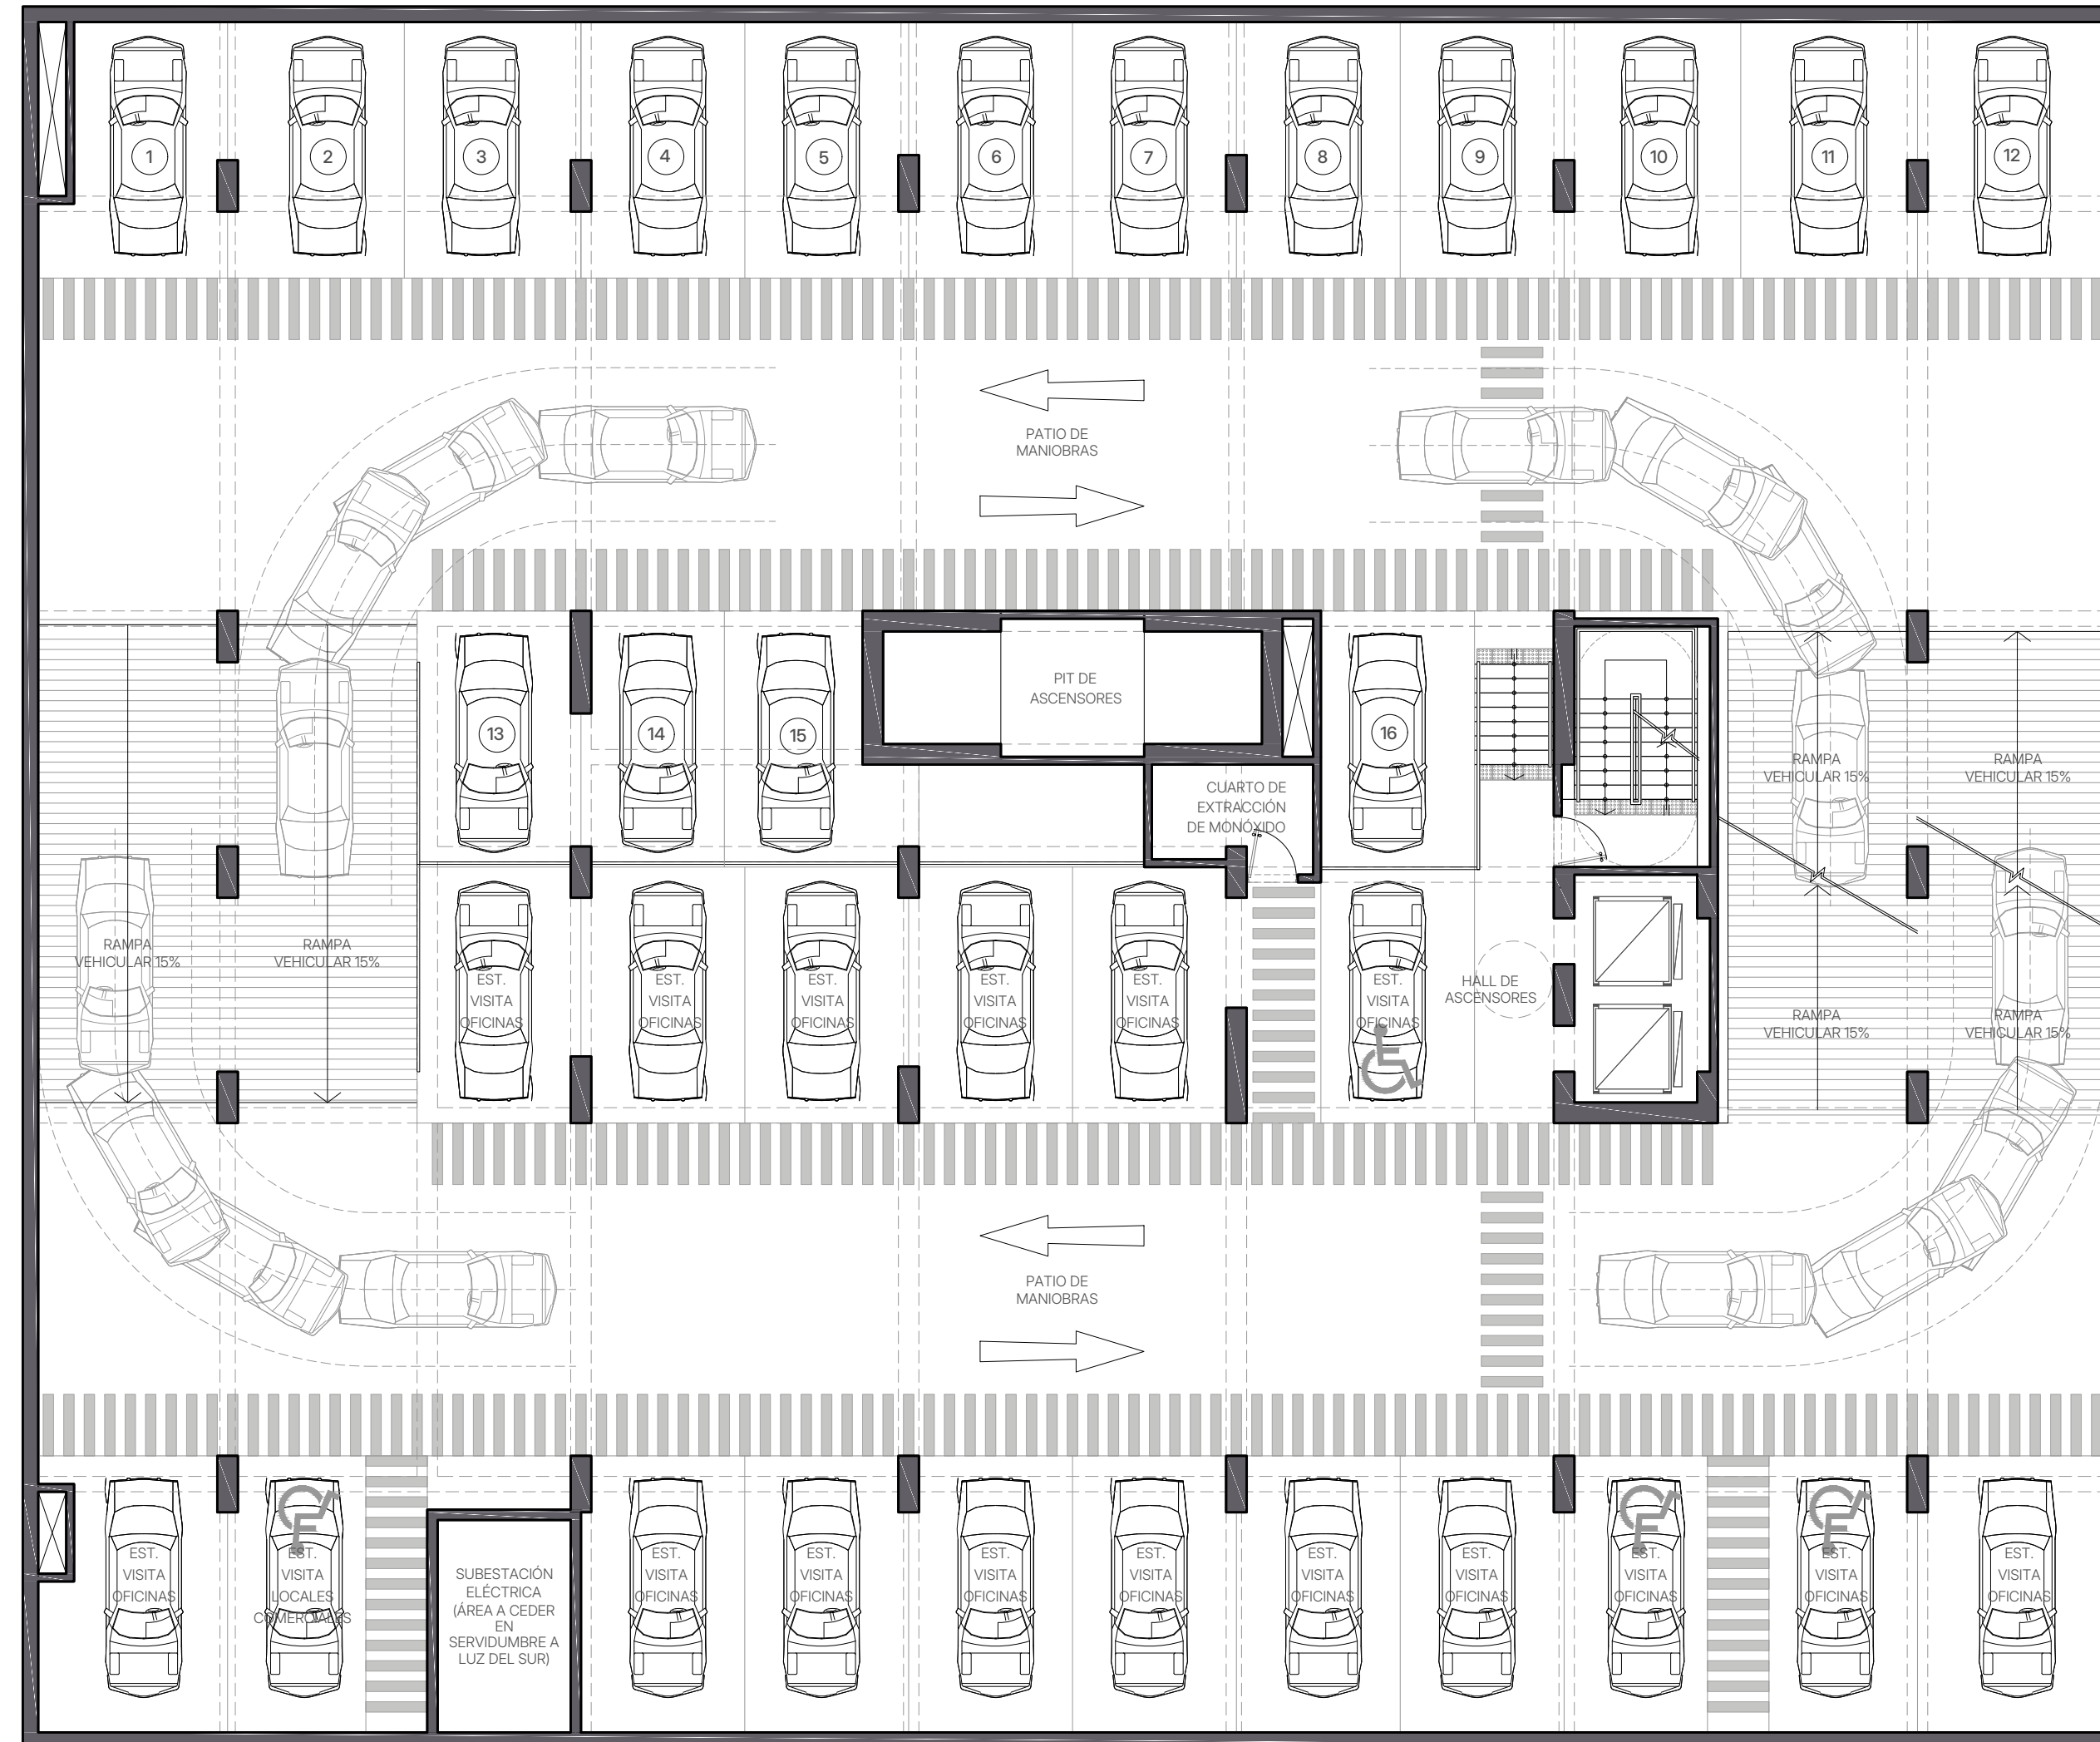 1
2
3
4
5
6
7
8
9
10
11
12
PATIO DE
MANIOBRAS
13
14
15
PIT DE
ASCENSORES
16
CUARTO DE
EXTRACCIÓN
DE MONÓXIDO
RAMPA
VEHICULAR 15%
RAMPA
VEHICULAR 15%
RAMPA
VEHICULAR 15%
RAMPA
VEHICULAR 15%
EST.
VISITA
OFICINAS
EST.
VISITA
OFICINAS
EST.
VISITA
OFICINAS
EST.
VISITA
OFICINAS
EST.
VISITA
OFICINAS
EST.
VISITA
OFICINAS
HALL DE
ASCENSORES
RAMPA
VEHICULAR 15%
RAMPA
VEHICULAR 15%
PATIO DE
MANIOBRAS
EST.
VISITA
OFICINAS
EST.
VISITA
LOCALES
COMERCIALES
SUBESTACIÓN
ELÉCTRICA
(ÁREA A CEDER
EN
SERVIDUMBRE A
LUZ DEL SUR)
EST.
VISITA
OFICINAS
EST.
VISITA
OFICINAS
EST.
VISITA
OFICINAS
EST.
VISITA
OFICINAS
EST.
VISITA
OFICINAS
EST.
VISITA
OFICINAS
EST.
VISITA
OFICINAS
EST.
VISITA
OFICINAS
EST.
VISITA
OFICINAS